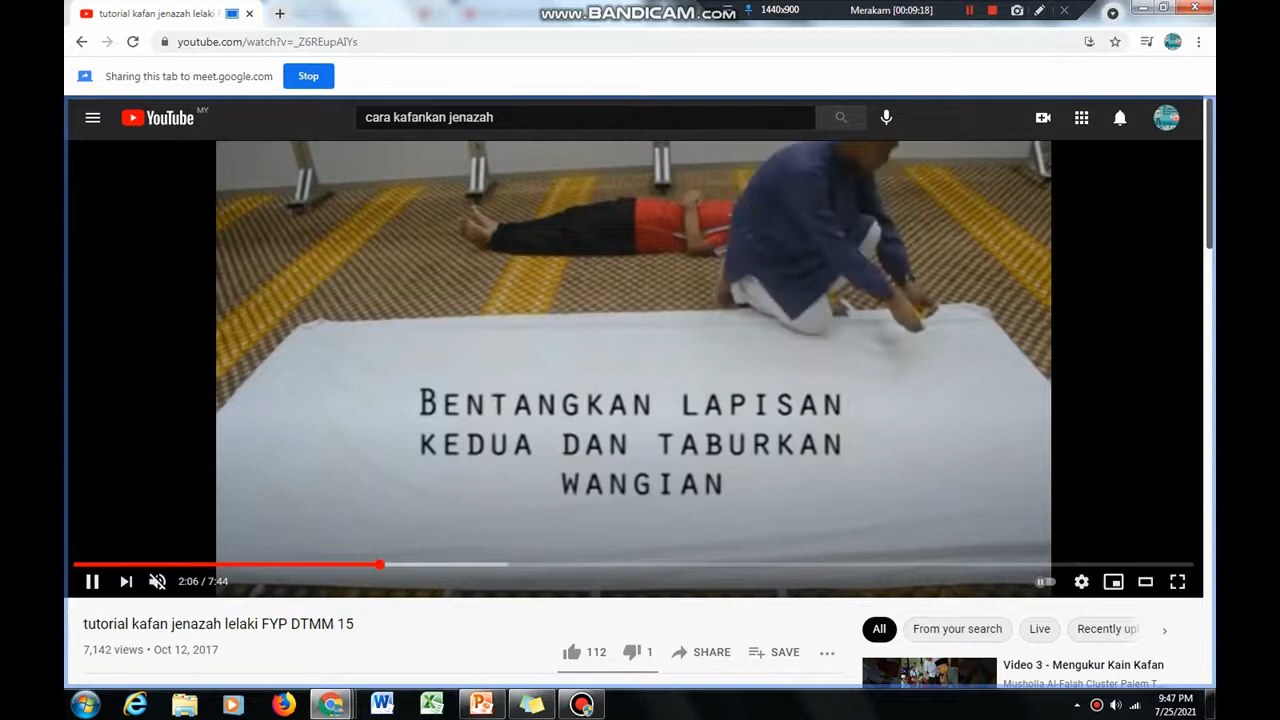 tutorial kafan jenazah lelaki
www.BANDICAM.com
1440x900
Merakam [00:09:18]
youtube.com/watch?v=_Z6REupAIYs
Sharing this tab to meet.google.com
Stop
YouTube MY
cara kafankan jenazah
BENTANGKAN LAPISAN
KEDUA DAN TABURKAN
WANGIAN
2:06 / 7:44
tutorial kafan jenazah lelaki FYP DTMM 15
7,142 views • Oct 12, 2017
112
1
SHARE
SAVE
All
From your search
Live
Recently upl
Video 3 - Mengukur Kain Kafan
Musholla Al-Falah Cluster Palem T
9:47 PM
7/25/2021